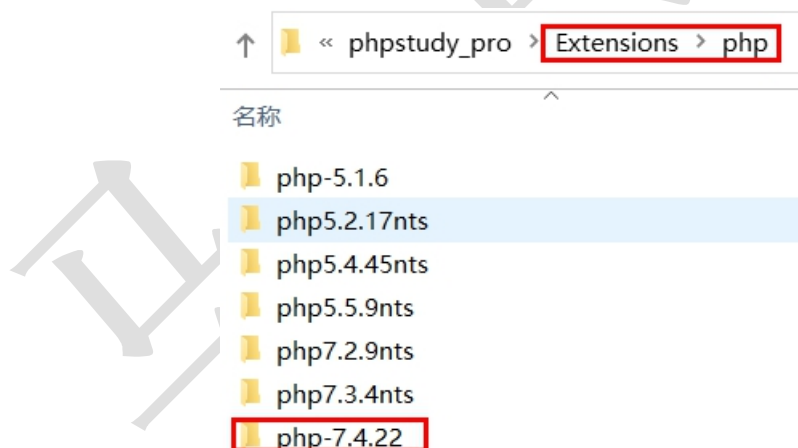 « phpstudy_pro > Extensions > php
名称
php-5.1.6
php5.2.17nts
php5.4.45nts
php5.5.9nts
php7.2.9nts
php7.3.4nts
php-7.4.22